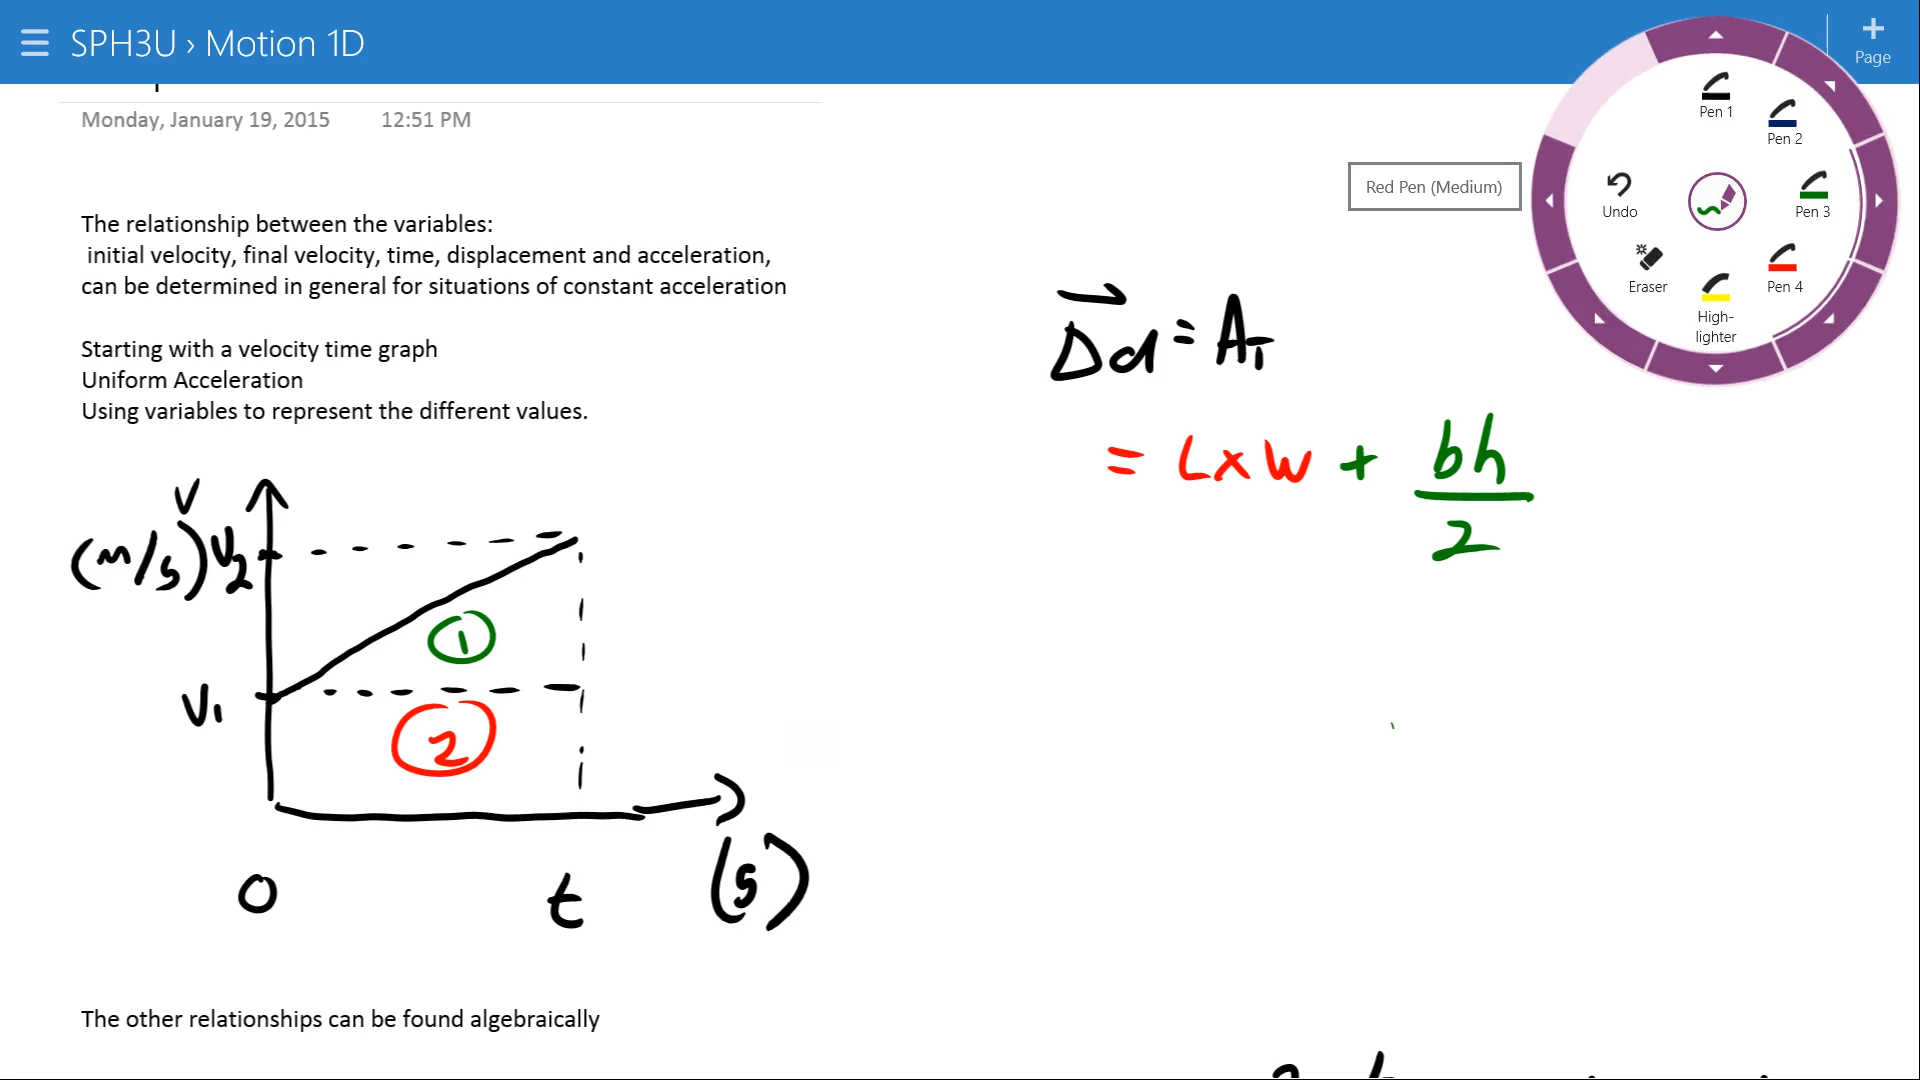 SPH3U › Motion 1D
Page
Monday, January 19, 2015 12:51 PM
Pen 1
Pen 2
Red Pen (Medium)
Undo
Pen 3
Eraser
Pen 4
High-
lighter
The relationship between the variables:
initial velocity, final velocity, time, displacement and acceleration,
can be determined in general for situations of constant acceleration
Starting with a velocity time graph
Uniform Acceleration
Using variables to represent the different values.
Δd = A_T
= L x W + bh
2
V
(m/s) V2
1
V1
2
0 t (s)
The other relationships can be found algebraically